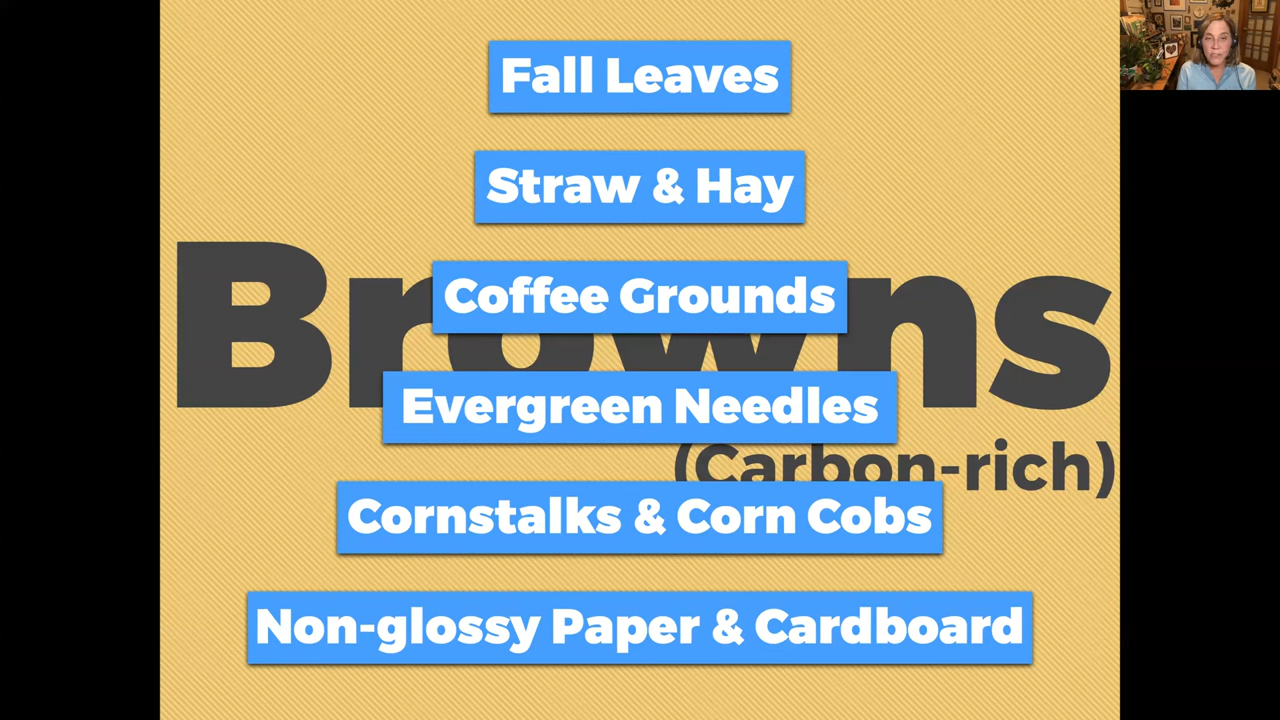 Fall Leaves
Straw & Hay
Coffee Grounds
Browns
Evergreen Needles
(Carbon-rich)
Cornstalks & Corn Cobs
Non-glossy Paper & Cardboard